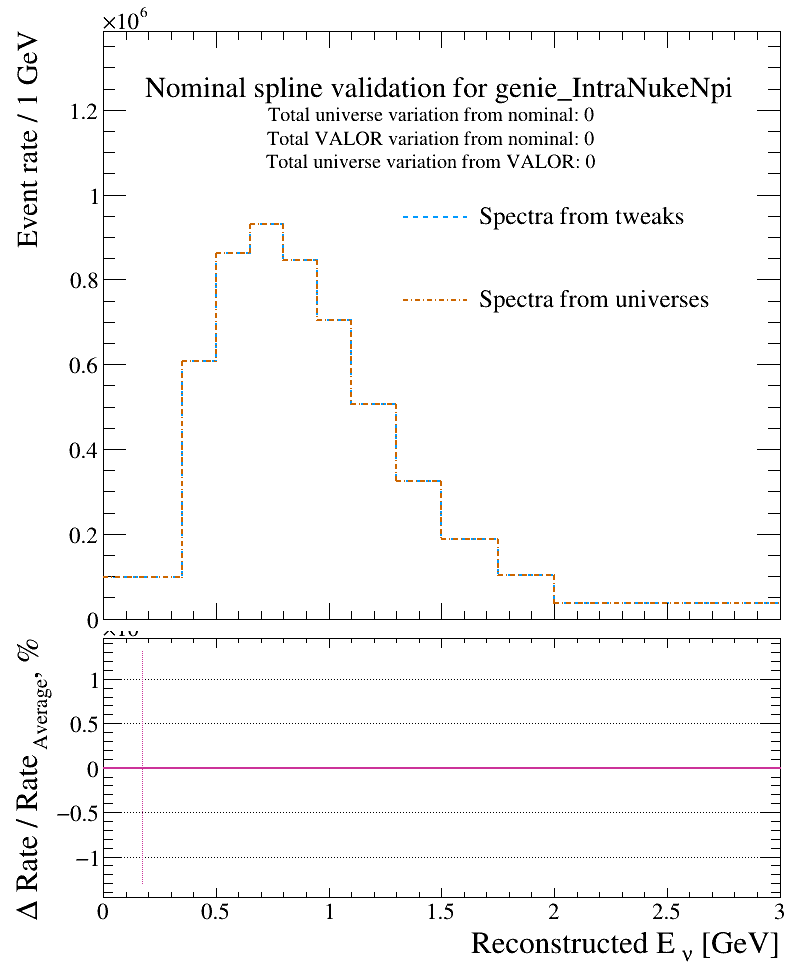 ×10⁶
Event rate / 1 GeV
Nominal spline validation for genie_IntraNukeNpi
Total universe variation from nominal: 0
Total VALOR variation from nominal: 0
Total universe variation from VALOR: 0
Spectra from tweaks
Spectra from universes
1.2
1
0.8
0.6
0.4
0.2
0
Δ Rate / Rate Average, %
1
0.5
0
−0.5
−1
0 0.5 1 1.5 2 2.5 3
Reconstructed E ν [GeV]